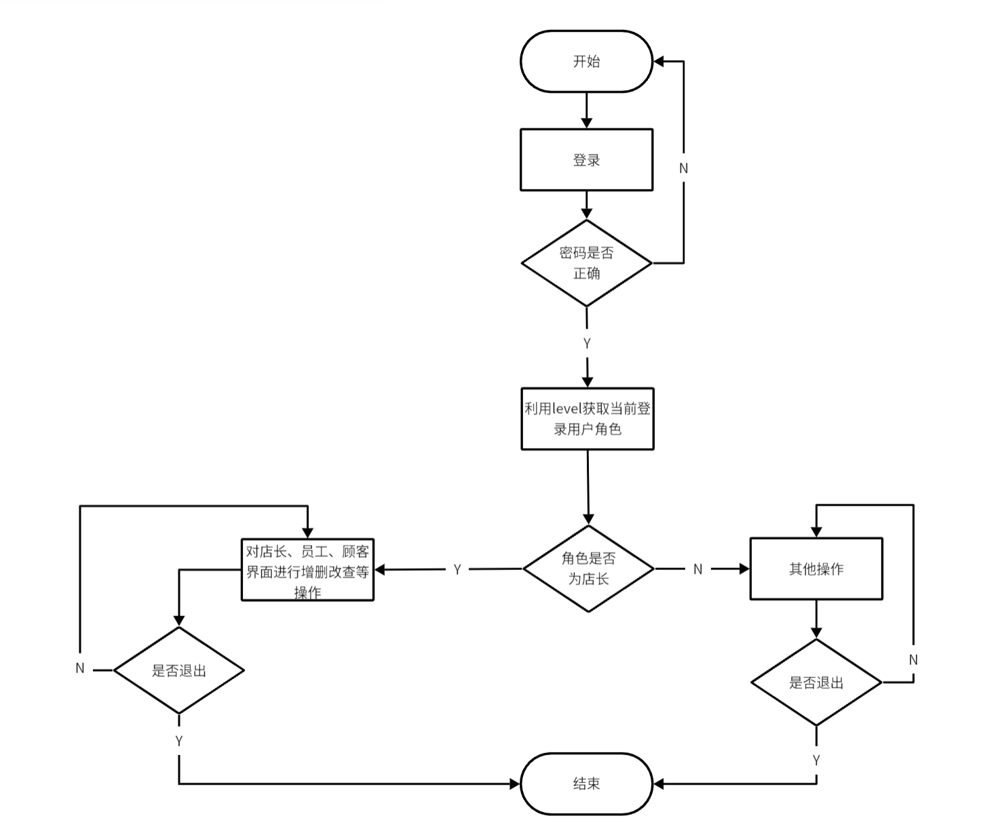 开始
登录
N
密码是否
正确
Y
利用level获取当前登
录用户角色
对店长、员工、顾客
界面进行增删改查等
操作
Y
角色是否
为店长
N
其他操作
N
是否退出
是否退出
N
Y
Y
结束